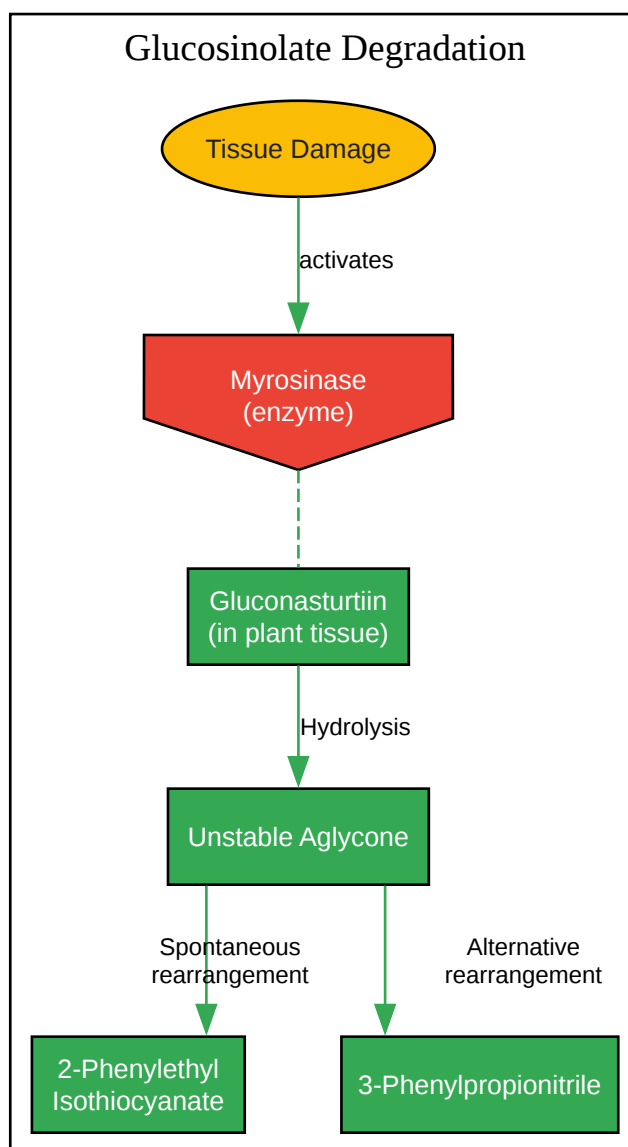 Glucosinolate Degradation
Tissue Damage
activates
Myrosinase
(enzyme)
Gluconasturtiin
(in plant tissue)
Hydrolysis
Unstable Aglycone
Spontaneous
rearrangement
Alternative
rearrangement
2-Phenylethyl
Isothiocyanate
3-Phenylpropionitrile